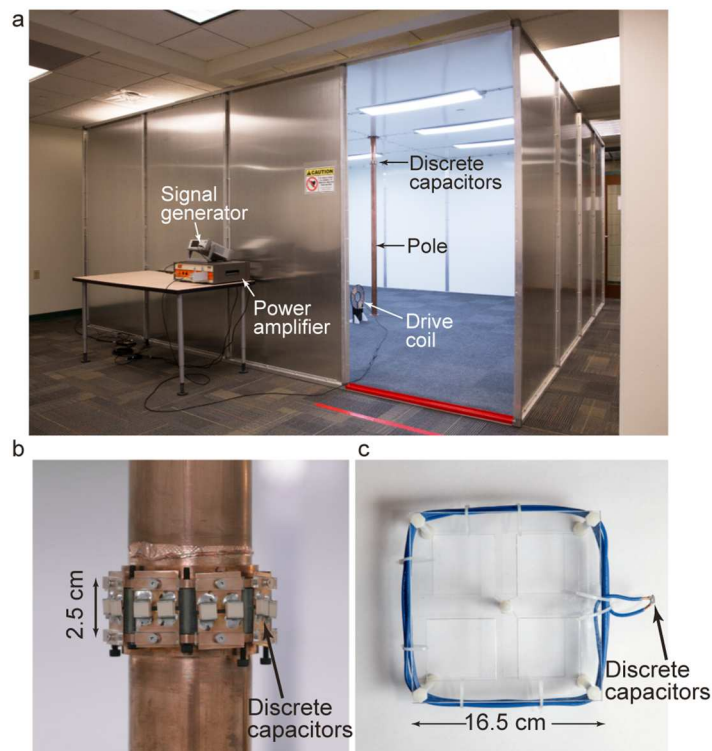 a
Discrete
capacitors
Signal
generator
Pole
Power
amplifier
Drive
coil
CAUTION
b
2.5 cm
Discrete
capacitors
c
Discrete
capacitors
16.5 cm